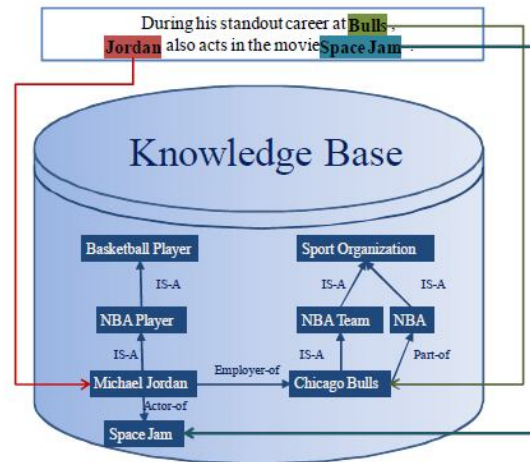 During his standout career at Bulls ,
Jordan also acts in the movie Space Jam .
Knowledge Base
Basketball Player
Sport Organization
IS-A
IS-A
IS-A
NBA Player
NBA Team
NBA
IS-A
IS-A
Part-of
Employer-of
Michael Jordan
Chicago Bulls
Actor-of
Space Jam